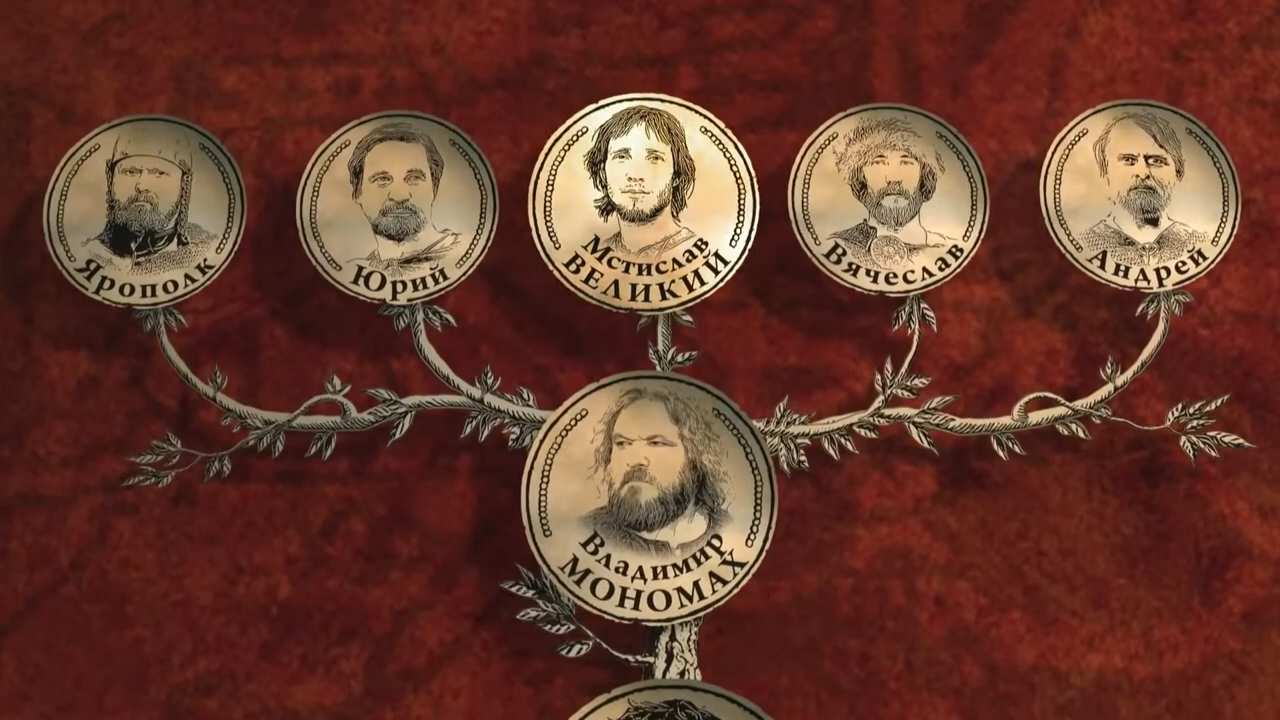 Ярополк
Юрий
Мстислав
ВЕЛИКИЙ
Вячеслав
Андрей
Владимир
МОНОМАХ